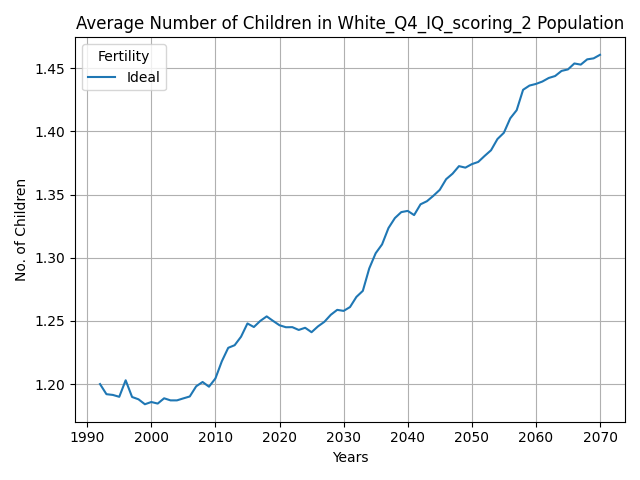 Average Number of Children in White_Q4_IQ_scoring_2 Population
Fertility
Ideal
No. of Children
1.45
1.40
1.35
1.30
1.25
1.20
1990 2000 2010 2020 2030 2040 2050 2060 2070
Years